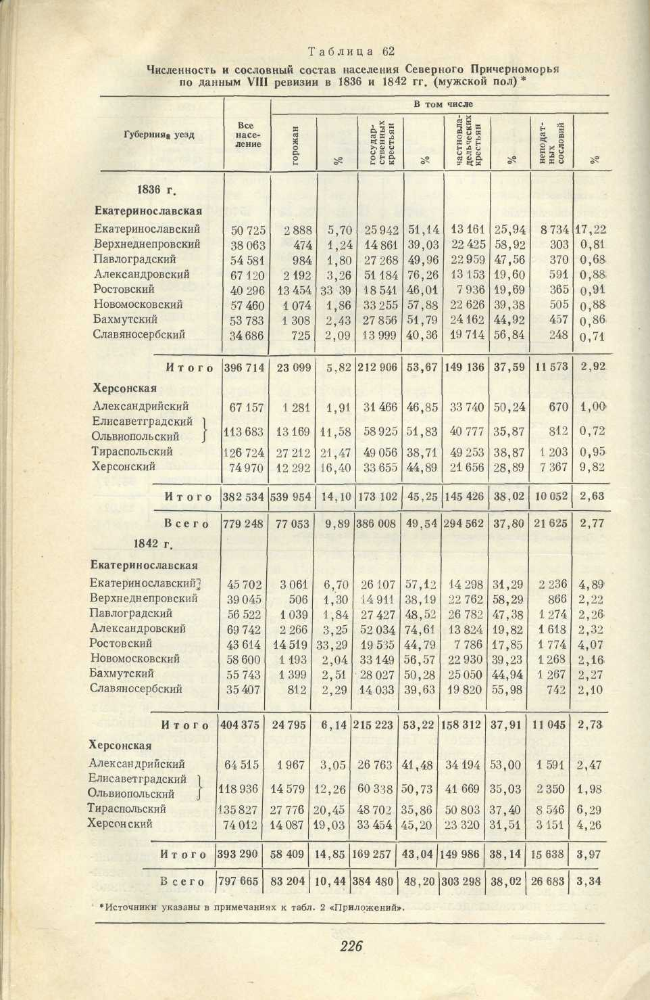 Таблица 62
Численность и сословный состав населения Северного Причерноморья
по данным VIII ревизии в 1836 и 1842 гг. (мужской пол) *
Губерния, уезд
Все
насе-
ление
В том числе
горожан
%
государ-
ственных
крестьян
%
частновла-
дельческих
крестьян
%
неподат-
ных
сословий
%
1836 г.
Екатеринославская
Екатеринославский 50 725 2 888 5,70 25 942 51,14 13 161 25,94 8 734 17,22
Верхнеднепровский 38 063 474 1,24 14 861 39,03 22 425 58,92 303 0,81
Павлоградский 54 581 984 1,80 27 268 49,96 22 959 47,56 370 0,68
Александровский 67 120 2 192 3,26 51 184 76,26 13 153 19,60 591 0,88
Ростовский 40 296 13 454 33 39 18 541 46,01 7 936 19,69 365 0,91
Новомосковский 57 460 1 074 1,86 33 255 57,88 22 626 39,38 505 0,88
Бахмутский 53 783 1 308 2,43 27 856 51,79 24 162 44,92 457 0,86
Славяносербский 34 686 725 2,09 13 999 40,36 19 714 56,84 248 0,71
Итого 396 714 23 099 5,82 212 906 53,67 149 136 37,59 11 573 2,92
Херсонская
Александрийский 67 157 1 281 1,91 31 466 46,85 33 740 50,24 670 1,00
Елисаветградский }
Ольвиопольский 113 683 13 169 11,58 58 925 51,83 40 777 35,87 812 0,72
Тираспольский 126 724 27 212 21,47 49 056 38,71 49 253 38,87 1 203 0,95
Херсонский 74 970 12 292 16,40 33 655 44,89 21 656 28,89 7 367 9,82
Итого 382 534 539 954 14,10 173 102 45,25 145 426 38,02 10 052 2,63
Всего 779 248 77 053 9,89 386 008 49,54 294 562 37,80 21 625 2,77
1842 г.
Екатеринославская
Екатеринославский 45 702 3 061 6,70 26 107 57,12 14 298 31,29 2 236 4,89
Верхнеднепровский 39 045 506 1,30 14 911 38,19 22 762 58,29 866 2,22
Павлоградский 56 522 1 039 1,84 27 427 48,52 26 782 47,38 1 274 2,26
Александровский 69 742 2 266 3,25 52 034 74,61 13 824 19,82 1 618 2,32
Ростовский 43 614 14 519 33,29 19 535 44,79 7 786 17,85 1 774 4,07
Новомосковский 58 600 1 193 2,04 33 149 56,57 22 930 39,23 1 268 2,16
Бахмутский 55 743 1 399 2,51 28 027 50,28 25 050 44,94 1 267 2,27
Славяносербский 35 407 812 2,29 14 033 39,63 19 820 55,98 742 2,10
Итого 404 375 24 795 6,14 215 223 53,22 158 312 37,91 11 045 2,73
Херсонская
Александрийский 64 515 1 967 3,05 26 763 41,48 34 194 53,00 1 591 2,47
Елисаветградский }
Ольвиопольский 118 936 14 579 12,26 60 338 50,73 41 669 35,03 2 350 1,98
Тираспольский 135 827 27 776 20,45 48 702 35,86 50 803 37,40 8 546 6,29
Херсонский 74 012 14 087 19,03 33 454 45,20 23 320 31,51 3 151 4,26
Итого 393 290 58 409 14,85 169 257 43,04 149 986 38,14 15 638 3,97
Всего 797 665 83 204 10,44 384 480 48,20 303 298 38,02 26 683 3,34
*Источники указаны в примечаниях к табл. 2 «Приложений».
226